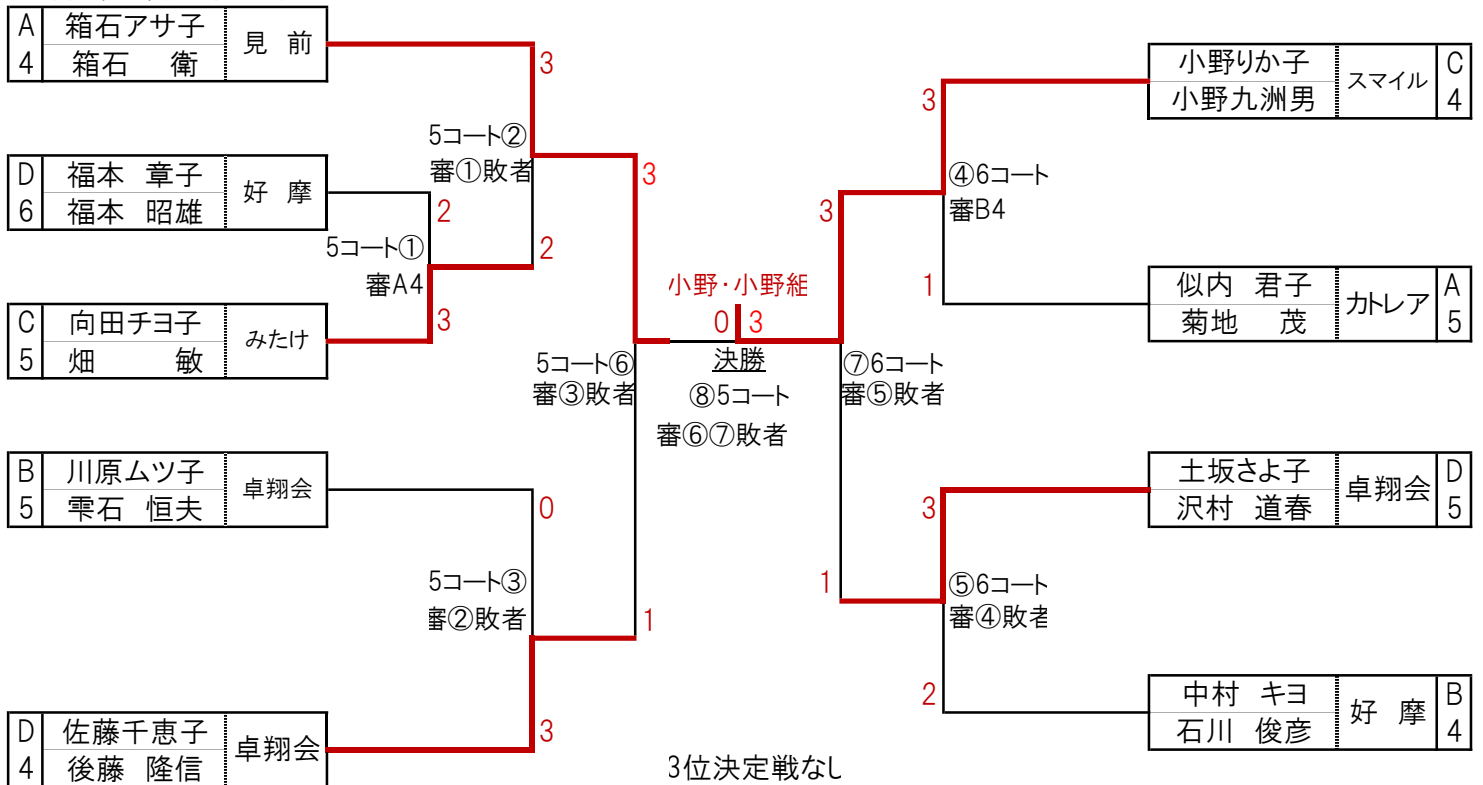 A
4
箱石アサ子
箱石 衛
見 前
3
5コート②
審①敗者
D
6
福本 章子
福本 昭雄
好 摩
2
5コート①
審A4
2
3
C
5
向田チヨ子
畑 敏
みたけ
3
5コート⑥
審③敗者
B
5
川原ムツ子
雫石 恒夫
卓翔会
0
5コート③
審②敗者
1
D
4
佐藤千恵子
後藤 隆信
卓翔会
3
小野・小野組
0
3
決勝
⑧5コート
審⑥⑦敗者
3位決定戦なし
小野りか子
小野九洲男
スマイル
C
4
3
④6コート
審B4
3
1
似内 君子
菊地 茂
カトレア
A
5
⑦6コート
審⑤敗者
土坂さよ子
沢村 道春
卓翔会
D
5
3
1
⑤6コート
審④敗者
2
中村 キヨ
石川 俊彦
好 摩
B
4